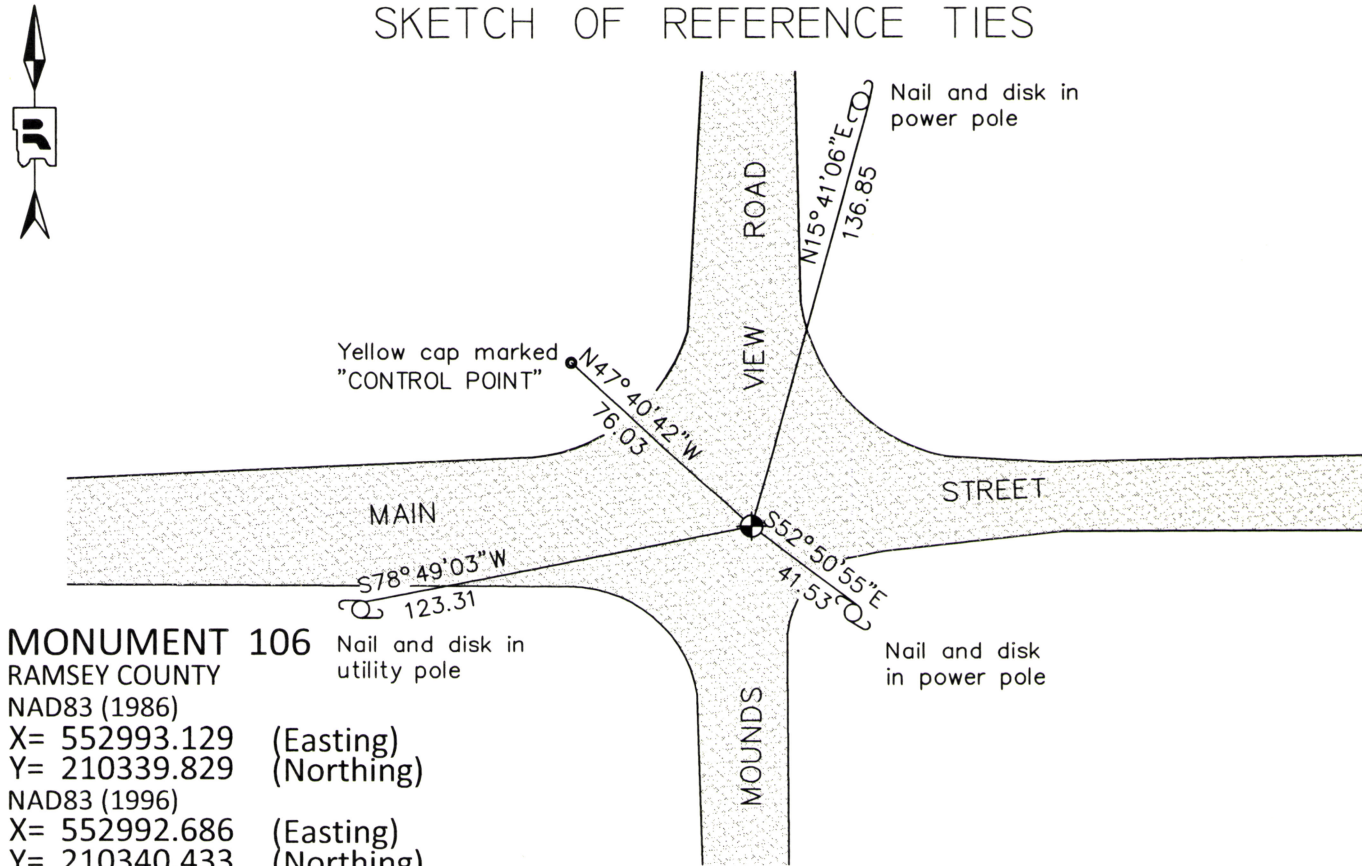 SKETCH OF REFERENCE TIES
Nail and disk in
power pole
N15°41'06"E
136.85
VIEW ROAD
Yellow cap marked
"CONTROL POINT"
N47°40'42"W
76.03
MAIN
STREET
S78°49'03"W
123.31
S52°50'55"E
41.53
Nail and disk in
utility pole
Nail and disk
in power pole
MOUNDS
MONUMENT 106
RAMSEY COUNTY
NAD83 (1986)
X= 552993.129 (Easting)
Y= 210339.829 (Northing)
NAD83 (1996)
X= 552992.686 (Easting)
Y= 210340.433 (Northing)